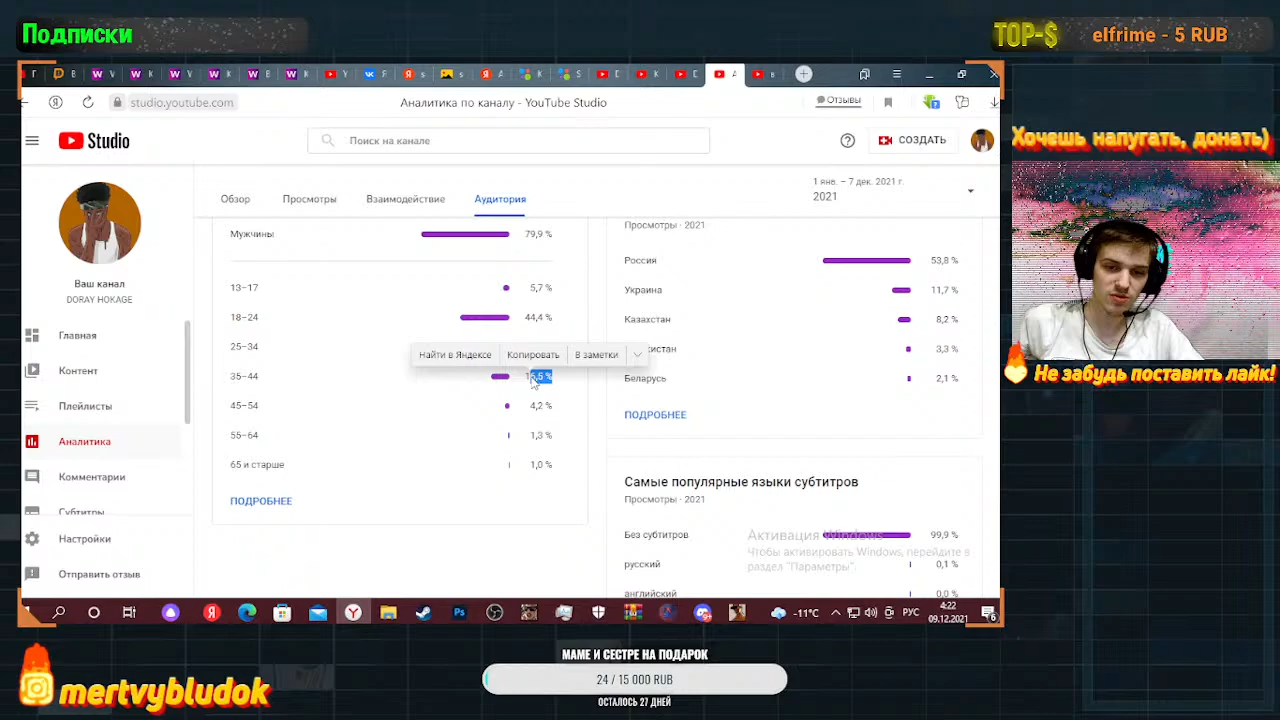 Подписки
TOP-$ elfrime - 5 RUB
studio.youtube.com
Аналитика по каналу - YouTube Studio
Отзывы
Studio
Поиск на канале
СОЗДАТЬ
Хочешь напугать, донать)
Обзор
Просмотры
Взаимодействие
Аудитория
1 янв. – 7 дек. 2021 г.
2021
Ваш канал
DORAY HOKAGE
Главная
Контент
Плейлисты
Аналитика
Комментарии
Субтитры
Настройки
Отправить отзыв
Мужчины 79,9 %
13–17 5,7 %
18–24 44,4 %
25–34
Найти в Яндексе Копировать В заметки
35–44 5,5 %
45–54 4,2 %
55–64 1,3 %
65 и старше 1,0 %
ПОДРОБНЕЕ
Просмотры · 2021
Россия 53,8 %
Украина 11,7 %
Казахстан 8,2 %
3,3 %
Беларусь 2,1 %
ПОДРОБНЕЕ
Самые популярные языки субтитров
Просмотры · 2021
Без субтитров 99,9 %
русский 0,1 %
английский 0,0 %
Активация Windows
Чтобы активировать Windows, перейдите в
раздел "Параметры".
Не забудь поставить лайк!
-11°C
РУС
4:22
09.12.2021
6
mertvybludok
МАМЕ И СЕСТРЕ НА ПОДАРОК
24 / 15 000 RUB
ОСТАЛОСЬ 27 ДНЕЙ